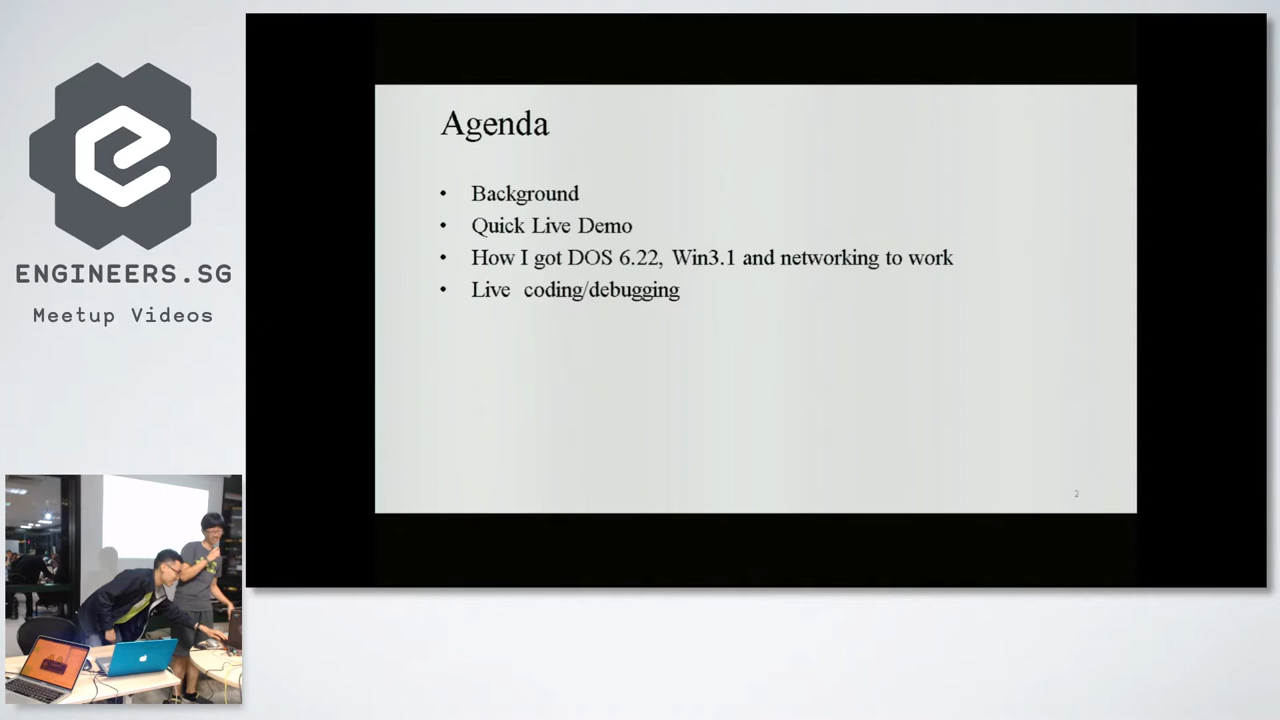 ENGINEERS.SG
Meetup Videos
Agenda
• Background
• Quick Live Demo
• How I got DOS 6.22, Win3.1 and networking to work
• Live coding/debugging
2